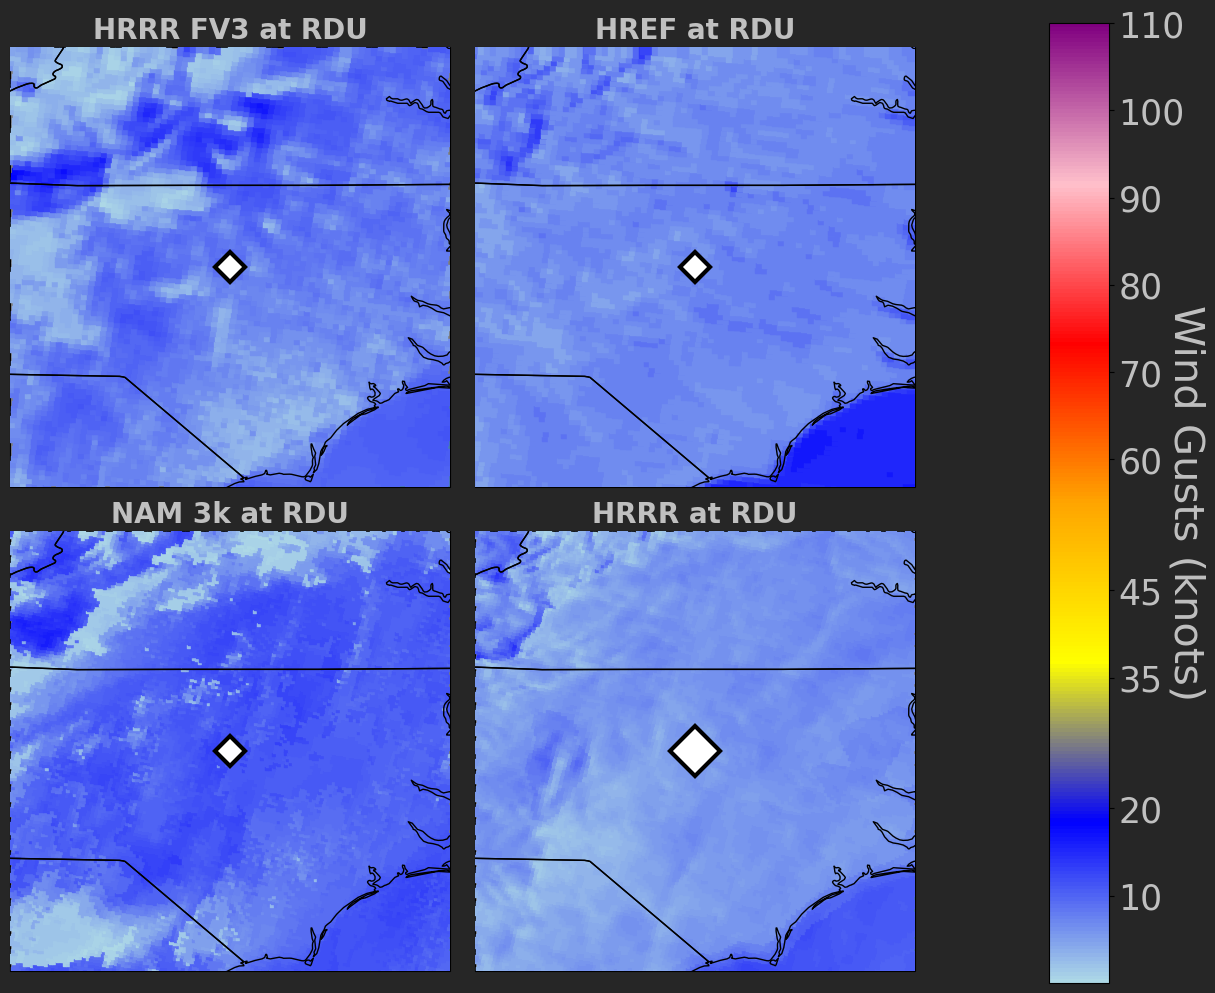 HRRR FV3 at RDU
HREF at RDU
NAM 3k at RDU
HRRR at RDU
110
100
90
80
70
60
45
35
20
10
Wind Gusts (knots)